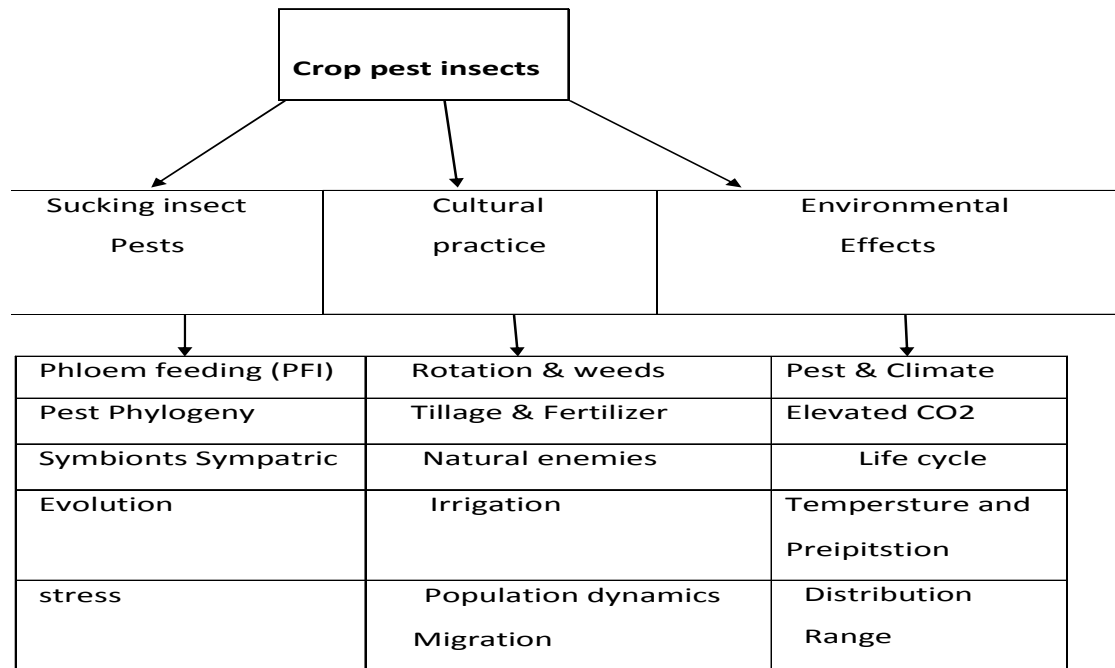 Crop pest insects
Sucking insect
Pests
Cultural
practice
Environmental
Effects
Phloem feeding (PFI)
Rotation & weeds
Pest & Climate
Pest Phylogeny
Tillage & Fertilizer
Elevated CO2
Symbionts Sympatric
Natural enemies
Life cycle
Evolution
Irrigation
Tempersture and
Preipitstion
stress
Population dynamics
Migration
Distribution
Range